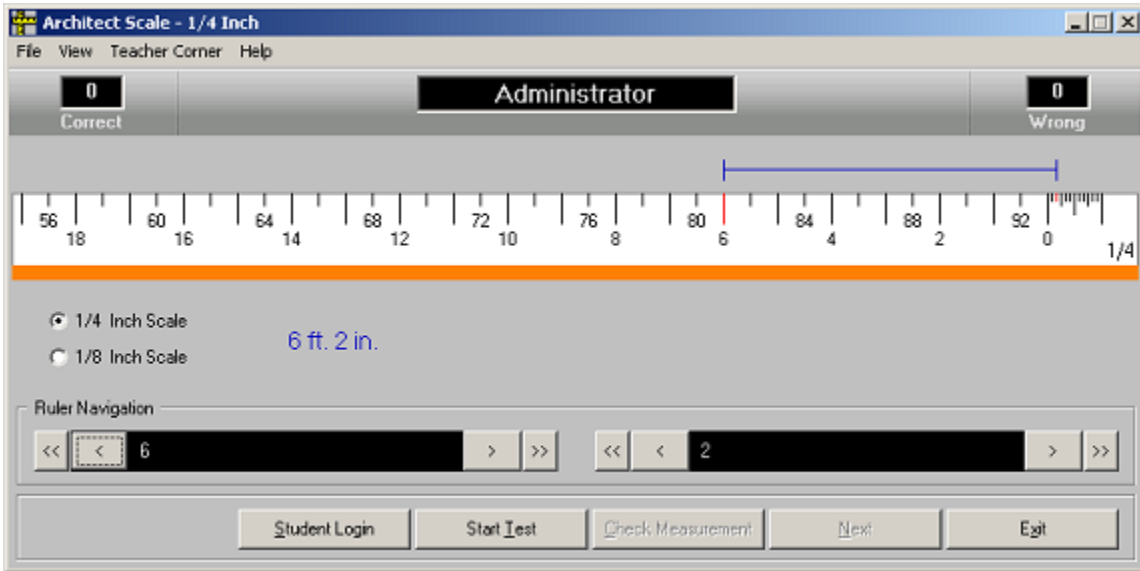 Architect Scale - 1/4 Inch
File View Teacher Corner Help
0 Administrator 0
Correct Wrong
56 60 64 68 72 76 80 84 88 92
18 16 14 12 10 8 6 4 2 0
1/4
1/4 Inch Scale
6 ft. 2 in.
1/8 Inch Scale
Ruler Navigation
<< < 6 > >> << < 2 > >>
Student Login Start Test Check Measurement Next Exit